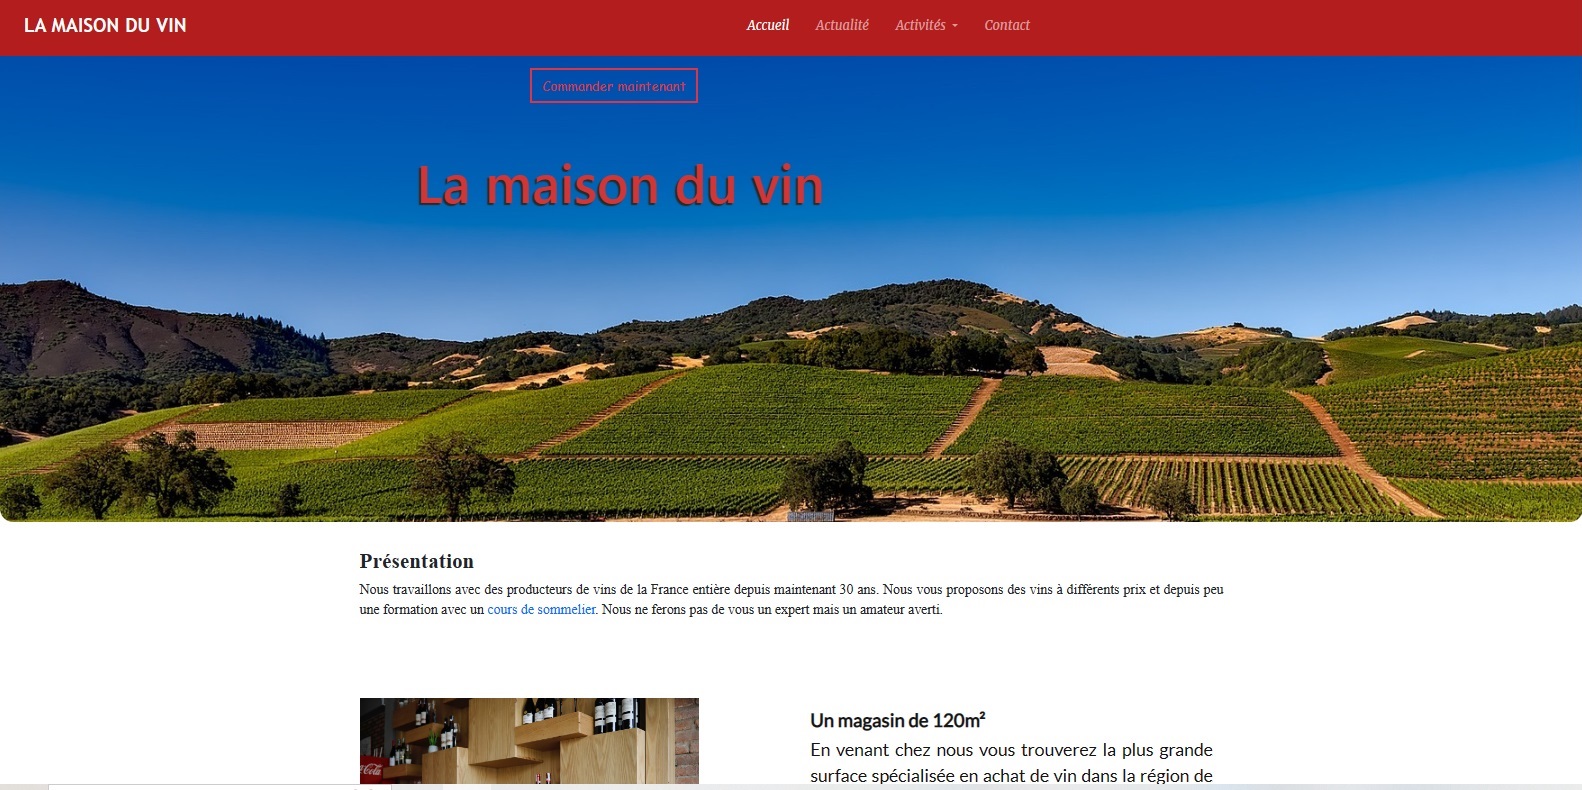 LA MAISON DU VIN
Accueil Actualité Activités Contact
Commander maintenant
La maison du vin
Présentation
Nous travaillons avec des producteurs de vins de la France entière depuis maintenant 30 ans. Nous vous proposons des vins à différents prix et depuis peu
une formation avec un cours de sommelier. Nous ne ferons pas de vous un expert mais un amateur averti.
Un magasin de 120m²
En venant chez nous vous trouverez la plus grande
surface spécialisée en achat de vin dans la région de